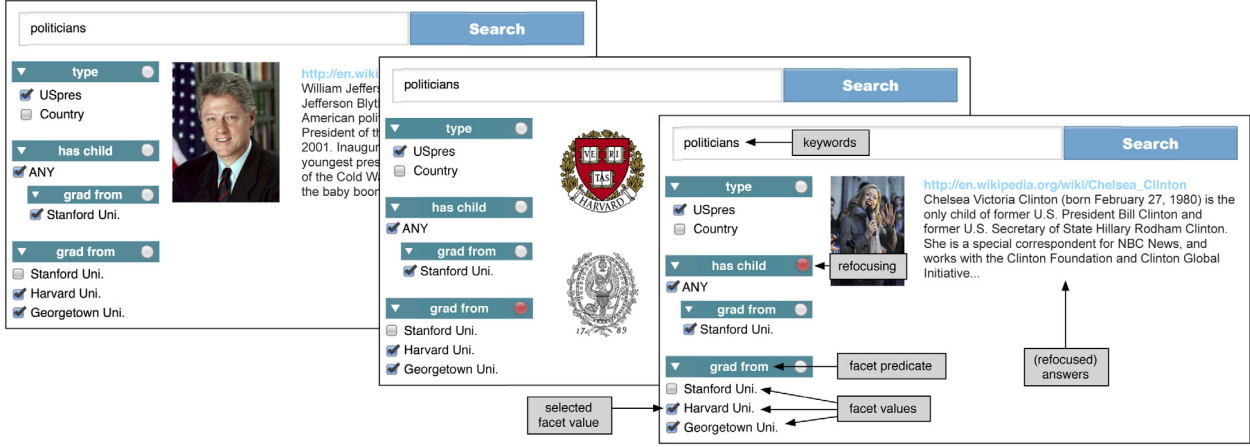 politicians
Search
type
USpres
Country
has child
ANY
grad from
Stanford Uni.
grad from
Stanford Uni.
Harvard Uni.
Georgetown Uni.
http://en.wiki
William Jeffers
Jefferson Blyt
American polit
President of th
2001. Inaugur
youngest pres
of the Cold Wa
the baby boor
politicians
Search
type
USpres
Country
has child
ANY
grad from
Stanford Uni.
grad from
Stanford Uni.
Harvard Uni.
Georgetown Uni.
VE RI
TAS
HARVARD
17 89
politicians
keywords
Search
type
USpres
Country
has child
refocusing
ANY
grad from
Stanford Uni.
grad from
facet predicate
Stanford Uni.
Harvard Uni.
Georgetown Uni.
facet values
selected
facet value
http://en.wikipedia.org/wiki/Chelsea_Clinton
Chelsea Victoria Clinton (born February 27, 1980) is the
only child of former U.S. President Bill Clinton and
former U.S. Secretary of State Hillary Rodham Clinton.
She is a special correspondent for NBC News, and
works with the Clinton Foundation and Clinton Global
Initiative...
(refocused)
answers